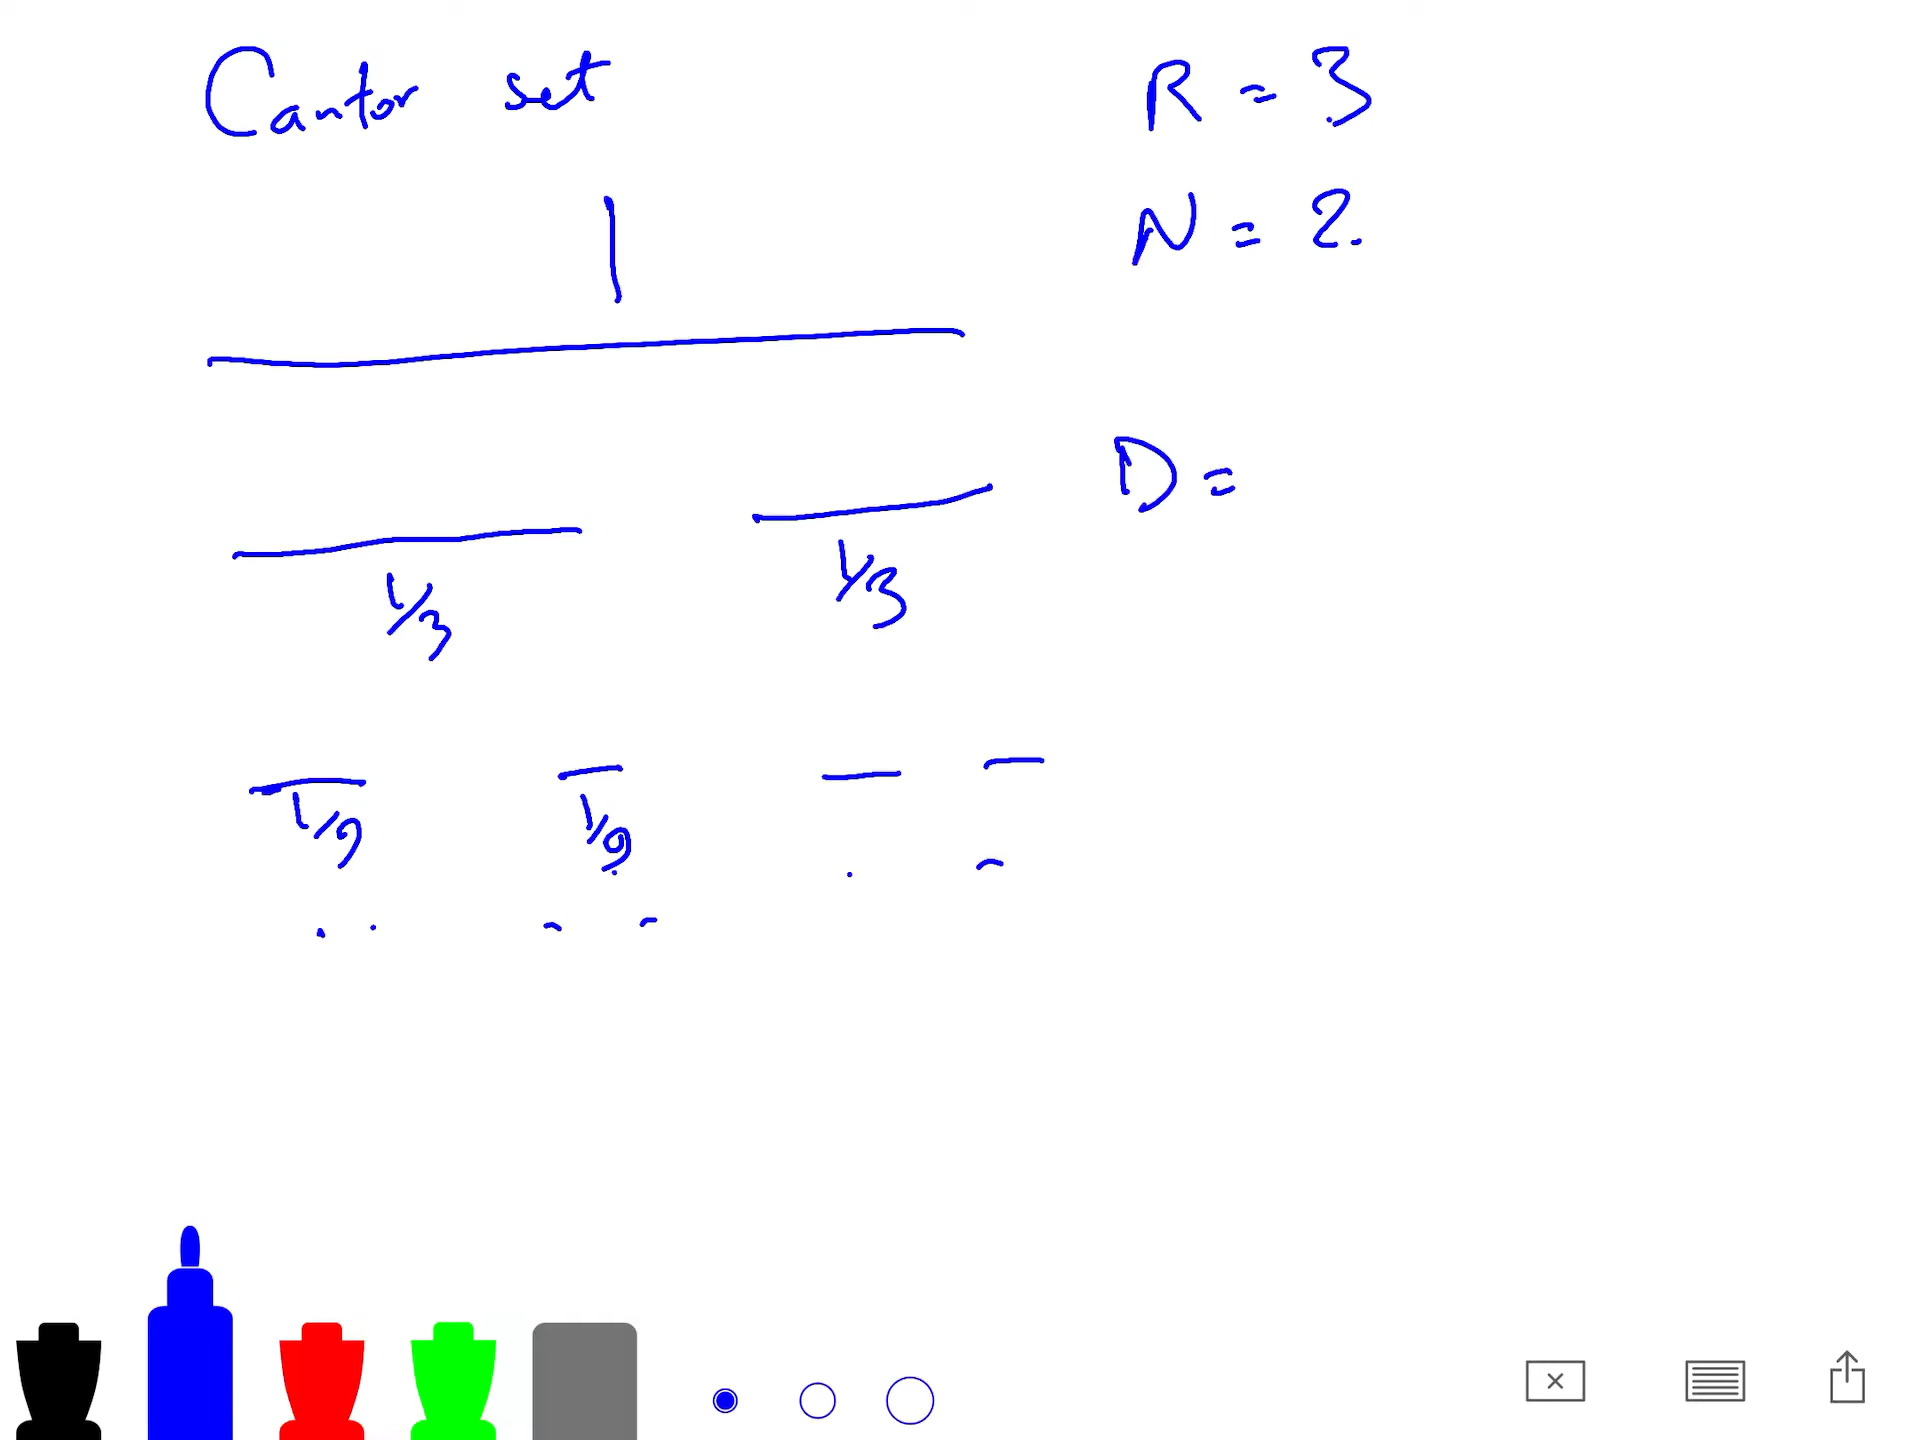 Cantor set
R = 3
N = 2.
1
D =
1/3
1/3
1/9
1/9